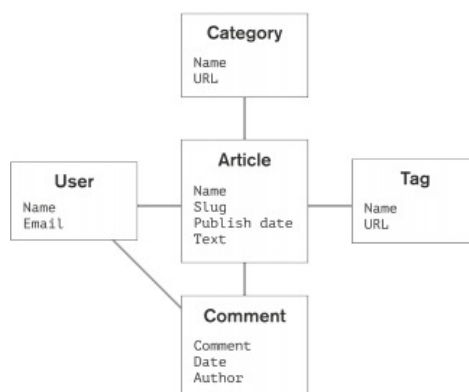 Category
Name
URL
Article
Name
Slug
Publish date
Text
User
Name
Email
Tag
Name
URL
Comment
Comment
Date
Author